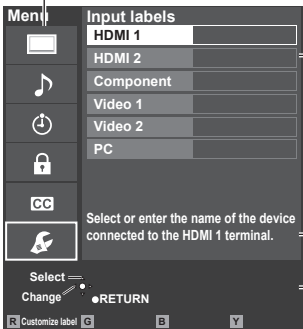 Menu
Input labels
HDMI 1
HDMI 2
Component
Video 1
Video 2
PC
CC
Select or enter the name of the device
connected to the HDMI 1 terminal.
Select
Change
RETURN
R Customize label G B Y